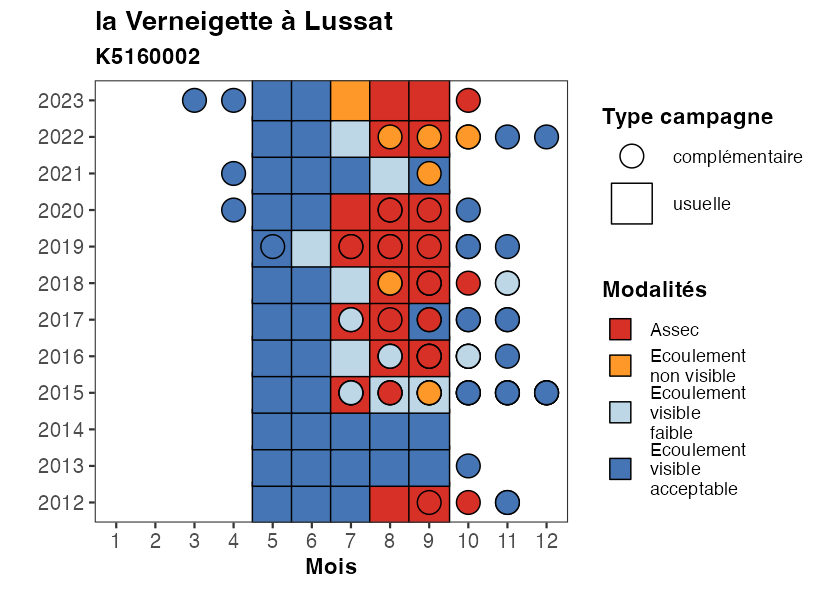 la Verneigette à Lussat
K5160002
2023
2022
2021
2020
2019
2018
2017
2016
2015
2014
2013
2012
1 2 3 4 5 6 7 8 9 10 11 12
Mois
Type campagne
complémentaire
usuelle
Modalités
Assec
Ecoulement
non visible
Ecoulement
visible
faible
Ecoulement
visible
acceptable